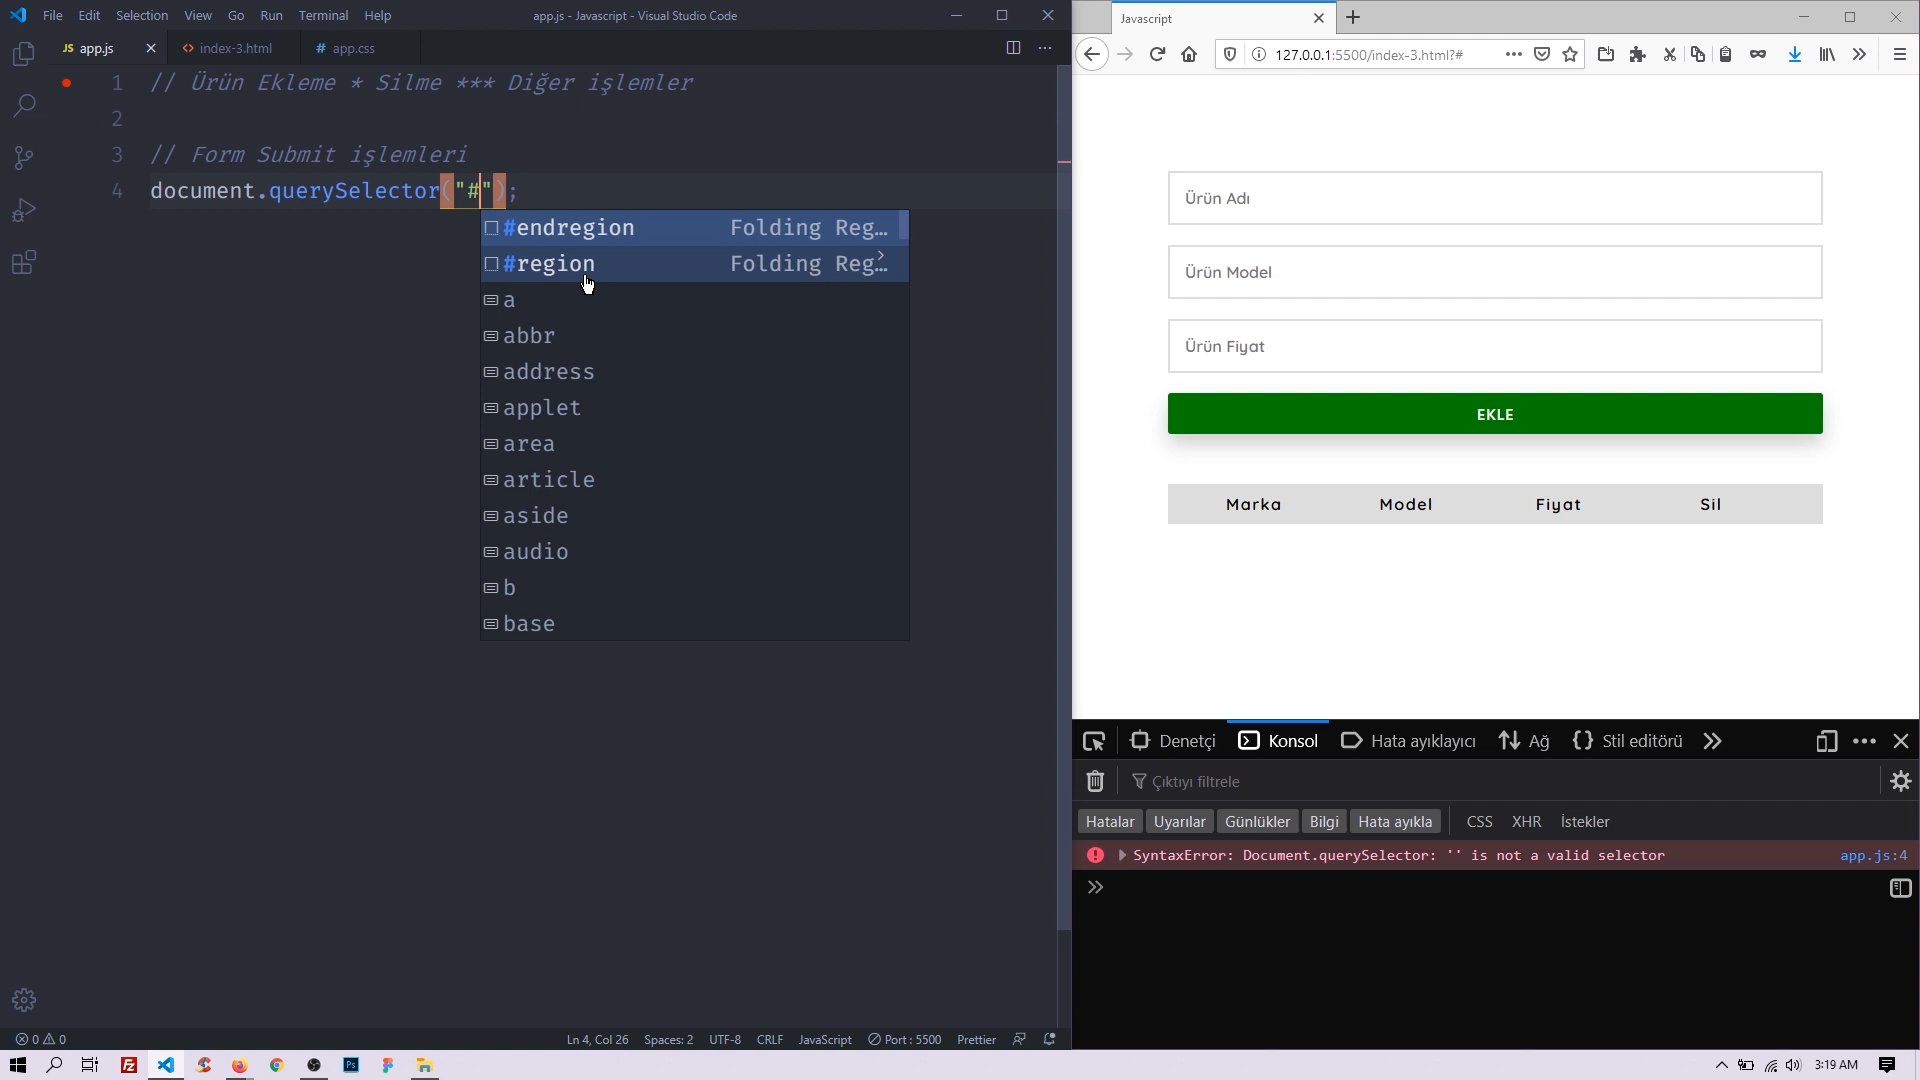 File Edit Selection View Go Run Terminal Help
app.js - Javascript - Visual Studio Code
JS app.js
<> index-3.html
# app.css
1 // Ürün Ekleme * Silme *** Diğer işlemler
2
3 // Form Submit işlemleri
4 document.querySelector("#");
#endregion Folding Reg…
#region Folding Reg…
a
abbr
address
applet
area
article
aside
audio
b
base
0 0
Ln 4, Col 26 Spaces: 2 UTF-8 CRLF JavaScript Port : 5500 Prettier
Javascript
127.0.0.1:5500/index-3.html?#
Ürün Adı
Ürün Model
Ürün Fiyat
EKLE
Marka Model Fiyat Sil
Denetçi Konsol Hata ayıklayıcı Ağ Stil editörü
Çıktıyı filtrele
Hatalar Uyarılar Günlükler Bilgi Hata ayıkla CSS XHR İstekler
SyntaxError: Document.querySelector: '' is not a valid selector app.js:4
Fz
Ps
3:19 AM